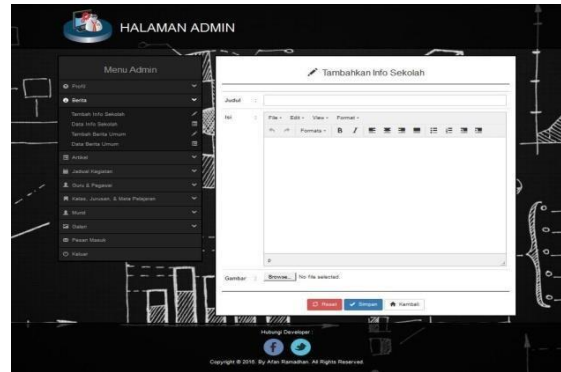 HALAMAN ADMIN
Menu Admin
Profil
Berita
Tambah Info Sekolah
Data Info Sekolah
Tambah Berita Umum
Data Berita Umum
Artikel
Jadwal Kegiatan
Guru & Pegawai
Kelas, Jurusan, & Mata Pelajaran
Murid
Galeri
Pesan Masuk
Keluar
Tambahkan Info Sekolah
Judul :
Isi :
File Edit View Format
Formats B I
p
Gambar : Browse... No file selected.
Reset Simpan Kembali
Hubungi Developer :
Copyright © 2015. By Afan Ramadhan. All Rights Reserved